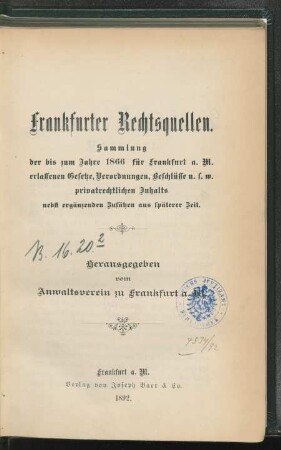 Frankfurter Rechtsquellen.
Sammlung
der bis zum Jahre 1866 für Frankfurt a. M.
erlassenen Gesetze, Verordnungen, Beschlüsse u. s. w.
privatrechtlichen Inhalts
nebst ergänzenden Zusätzen aus späterer Zeit.
B. 16. 20.2
Herausgegeben
vom
Anwaltsverein zu Frankfurt a. M.
Frankfurt a. M.
Verlag von Joseph Baer & Co.
1892.